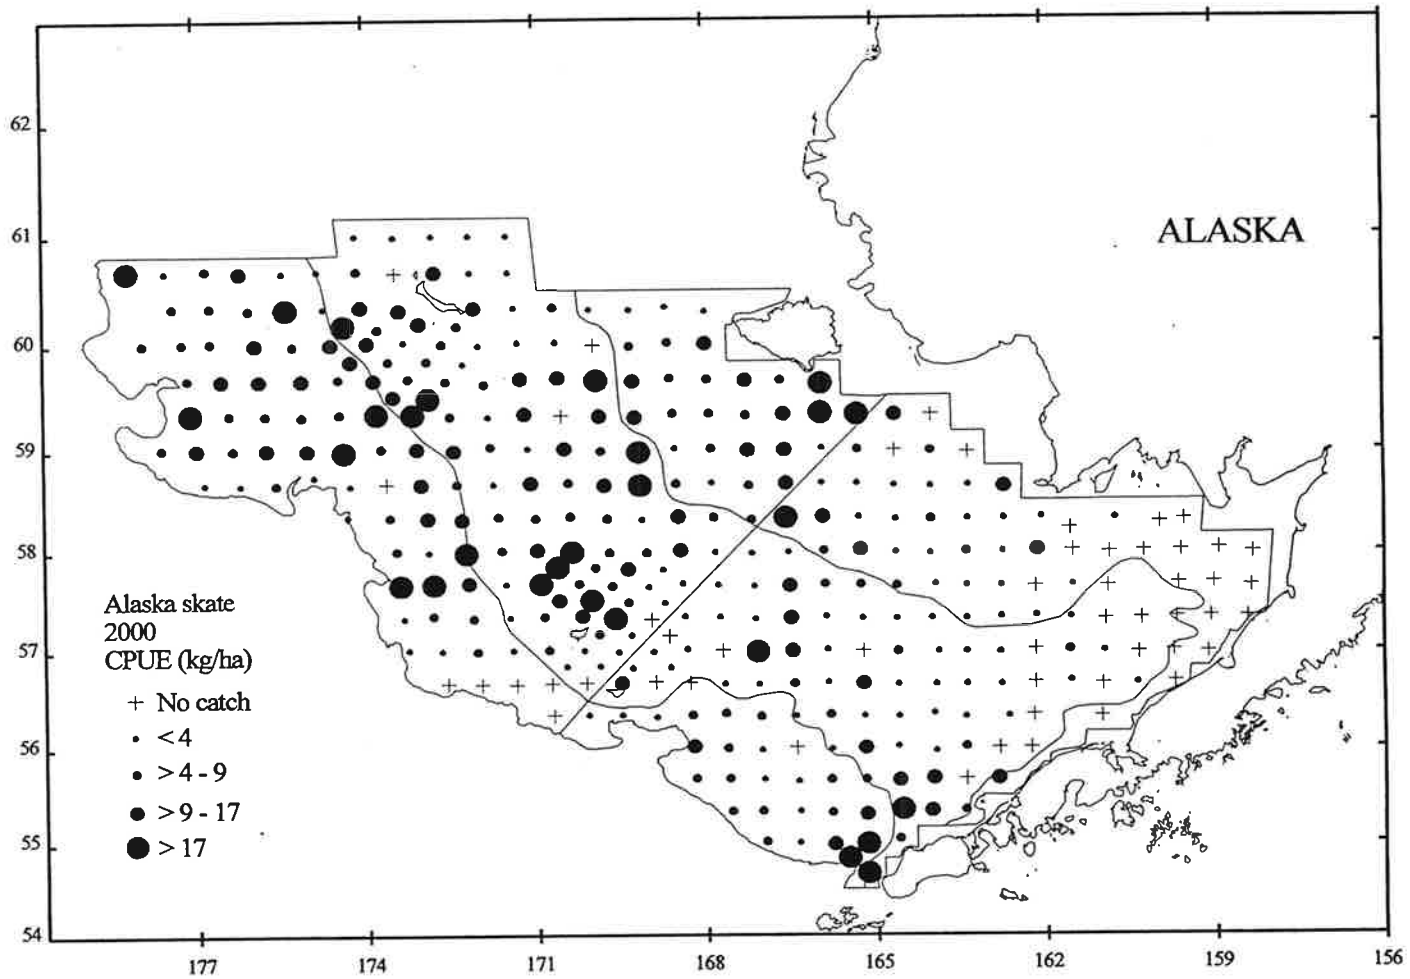 62
61
ALASKA
60
59
58
57
56
55
54
Alaska skate
2000
CPUE (kg/ha)
+ No catch
< 4
> 4 - 9
> 9 - 17
> 17
177 174 171 168 165 162 159 156